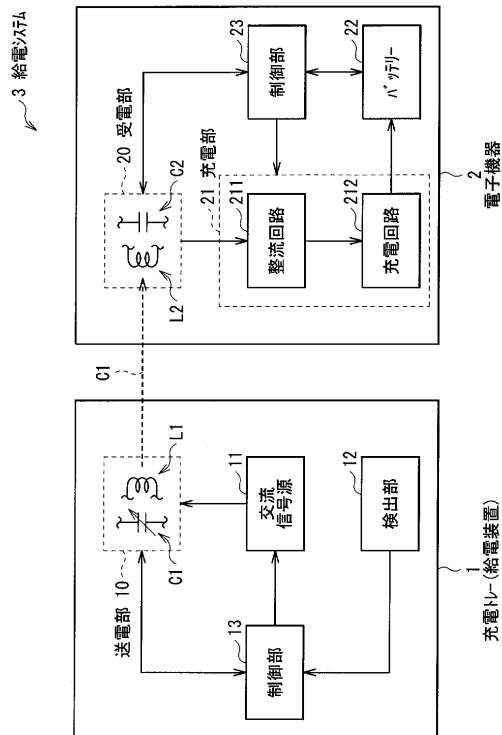 3 給電システム
送電部 10
C1
L1
13
制御部
11
交流
信号源
12
検出部
1
充電トレー(給電装置)
C1
20 受電部
L2
C2
21 充電部
211
整流回路
212
充電回路
23
制御部
22
バッテリー
2
電子機器